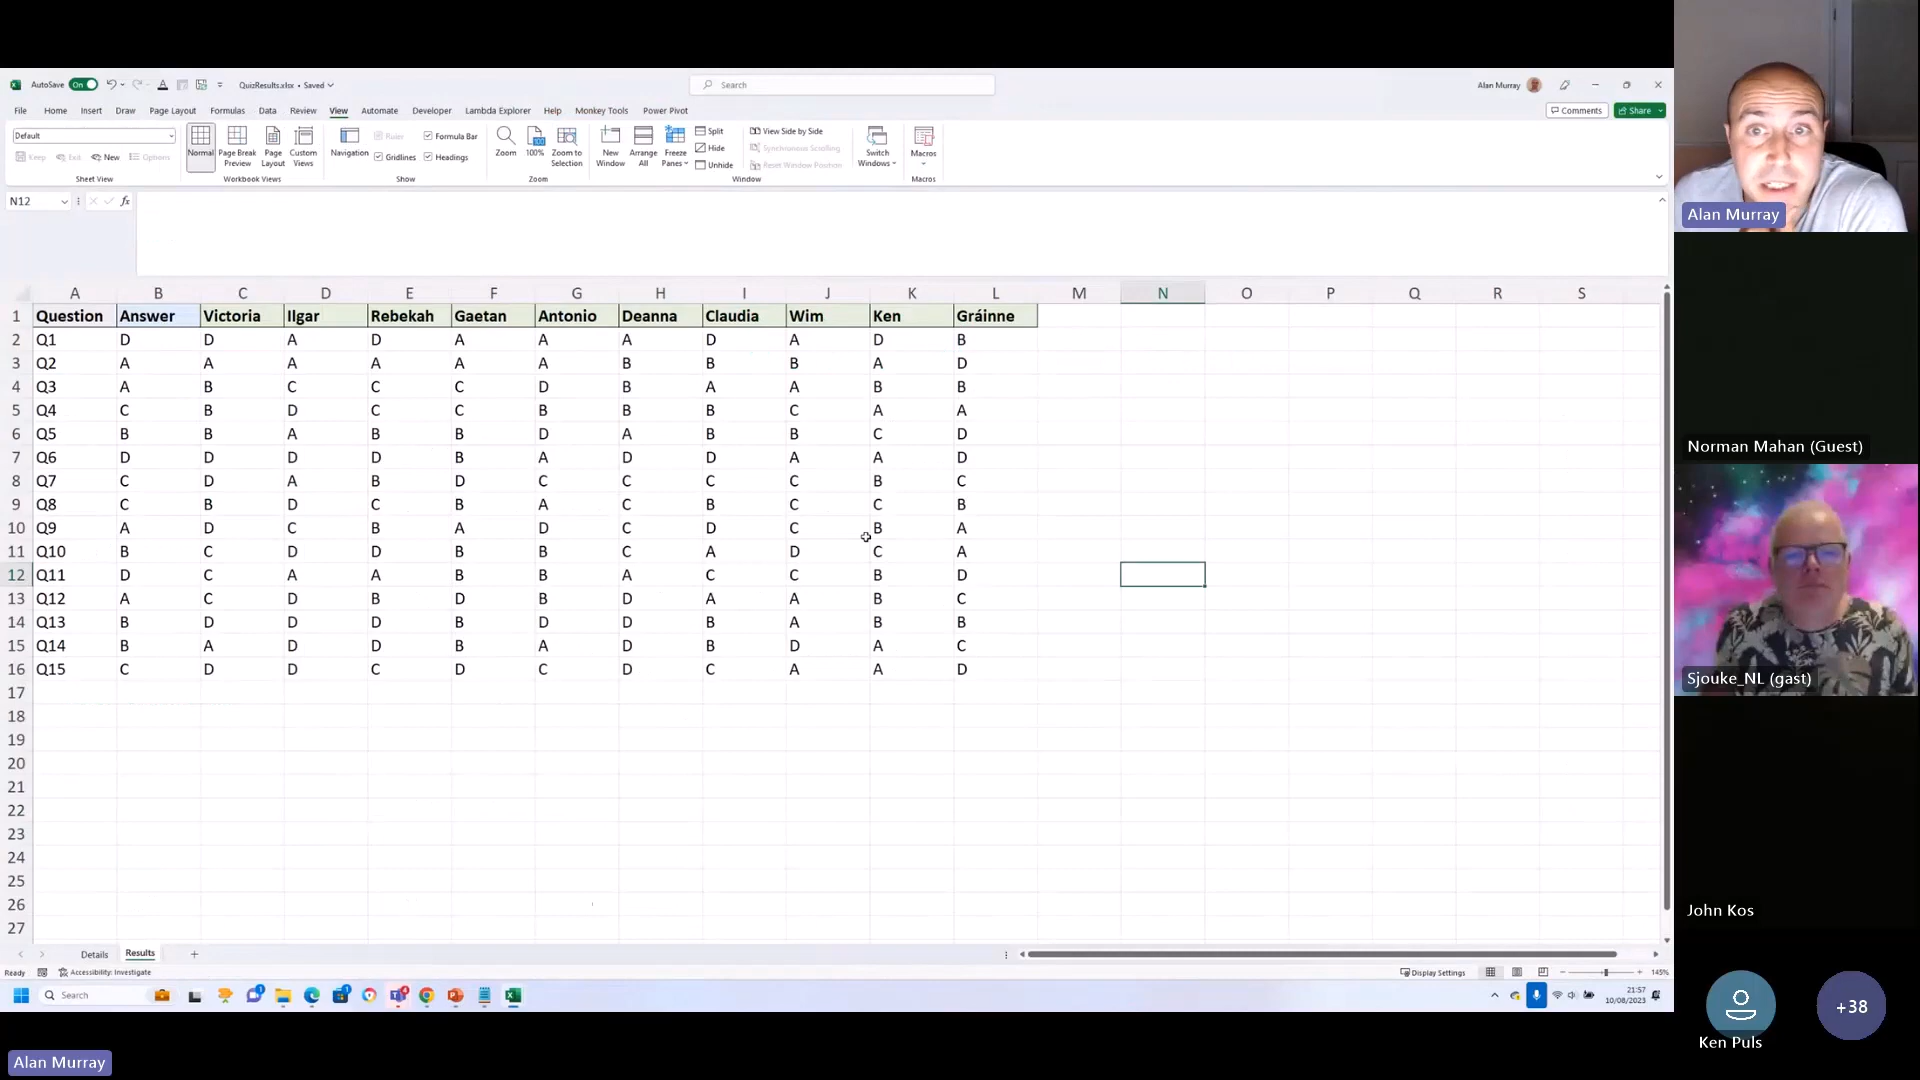 AutoSave On QuizResults.xlsx • Saved Search Alan Murray
File Home Insert Draw Page Layout Formulas Data Review View Automate Developer Lambda Explorer Help Monkey Tools Power Pivot Comments Share
Default
Keep Exit New Options
Sheet View
Normal Page Break Preview Page Layout Custom Views
Workbook Views
Navigation Ruler Formula Bar Gridlines Headings
Show
Zoom 100% Zoom to Selection
Zoom
New Window Arrange All Freeze Panes Split Hide Unhide View Side by Side Synchronous Scrolling Reset Window Position Switch Windows
Window
Macros
Macros
N12 fx
A B C D E F G H I J K L M N O P Q R S
1 Question Answer Victoria Ilgar Rebekah Gaetan Antonio Deanna Claudia Wim Ken Gráinne
2 Q1 D D A D A A A D A D B
3 Q2 A A A A A A B B B A D
4 Q3 A B C C C D B A A B B
5 Q4 C B D C C B B B C A A
6 Q5 B B A B B D A B B C D
7 Q6 D D D D B A D D A A D
8 Q7 C D A B D C C C C B C
9 Q8 C B D C B A C B C C B
10 Q9 A D C B A D C D C B A
11 Q10 B C D D B B C A D C A
12 Q11 D C A A B B A C C B D
13 Q12 A C D B D B D A A B C
14 Q13 B D D D B D D B A B B
15 Q14 B A D D B A D B D A C
16 Q15 C D D C D C D C A A D
17
18
19
20
21
22
23
24
25
26
27
Details Results
Ready Accessibility: Investigate Display Settings 145%
Search 21:57
10/08/2023
Alan Murray
Alan Murray
Norman Mahan (Guest)
Sjouke_NL (gast)
John Kos
+38
Ken Puls